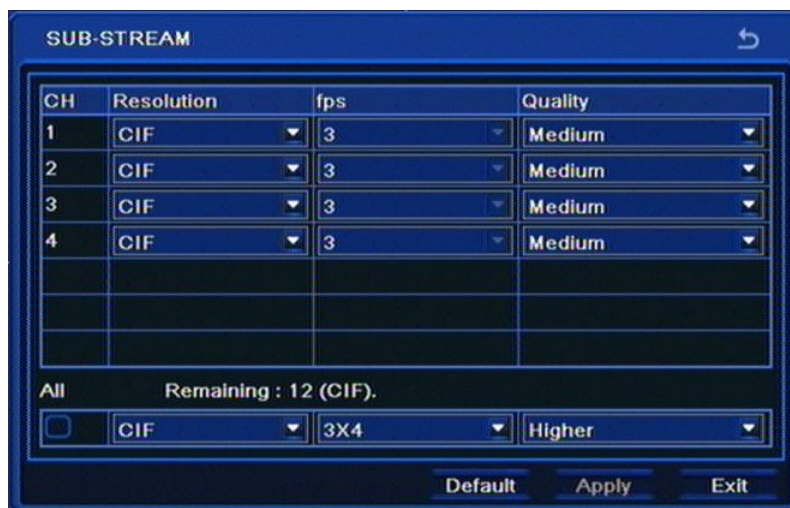 SUB-STREAM
CH Resolution fps Quality
1 CIF 3 Medium
2 CIF 3 Medium
3 CIF 3 Medium
4 CIF 3 Medium
All Remaining : 12 (CIF).
CIF 3X4 Higher
Default Apply Exit